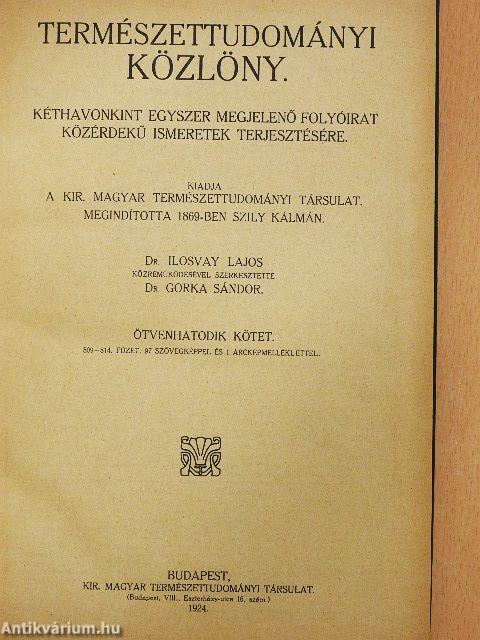 TERMÉSZETTUDOMÁNYI
KÖZLÖNY.
KÉTHAVONKINT EGYSZER MEGJELENŐ FOLYÓIRAT
KÖZÉRDEKŰ ISMERETEK TERJESZTÉSÉRE.
KIADJA
A KIR. MAGYAR TERMÉSZETTUDOMÁNYI TÁRSULAT.
MEGINDÍTOTTA 1869-BEN SZILY KÁLMÁN.
DR. ILOSVAY LAJOS
KÖZREMŰKÖDÉSÉVEL SZERKESZTETTE
DR. GORKA SÁNDOR.
ÖTVENHATODIK KÖTET.
809—814. FÜZET. 97 SZÖVEGKÉPPEL ÉS 1 ARCKÉPMELLÉKLETTEL.
BUDAPEST,
KIR. MAGYAR TERMÉSZETTUDOMÁNYI TÁRSULAT.
(Budapest, VIII., Eszterházy-utca 16. szám.)
1924.
Antikvárium.hu